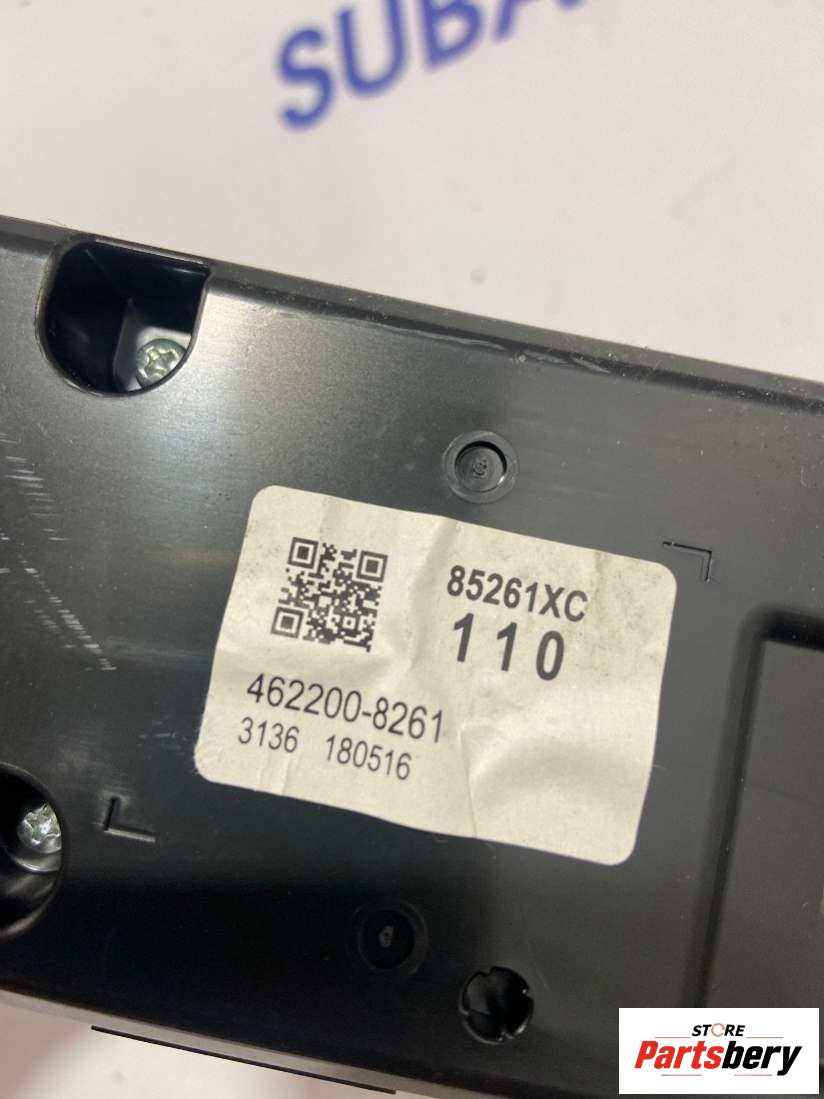 SUBA
85261XC
110
462200-8261
3136 180516
STORE
Partsbery